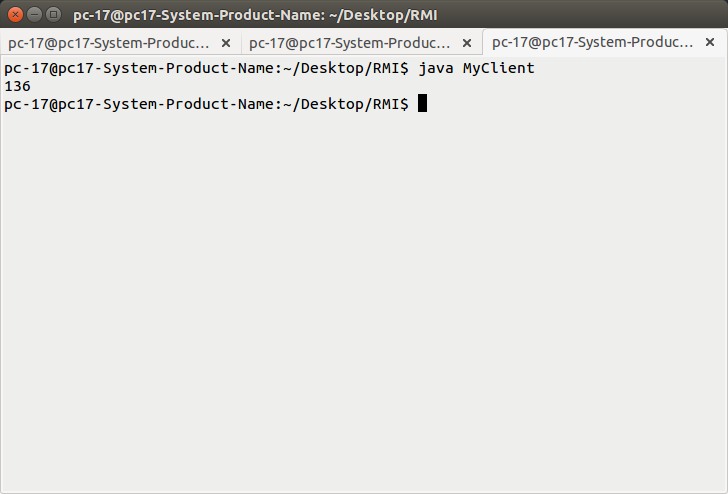 pc-17@pc17-System-Product-Name: ~/Desktop/RMI
pc-17@pc17-System-Produc... × pc-17@pc17-System-Produc... × pc-17@pc17-System-Produc... ×
pc-17@pc17-System-Product-Name:~/Desktop/RMI$ java MyClient
136
pc-17@pc17-System-Product-Name:~/Desktop/RMI$